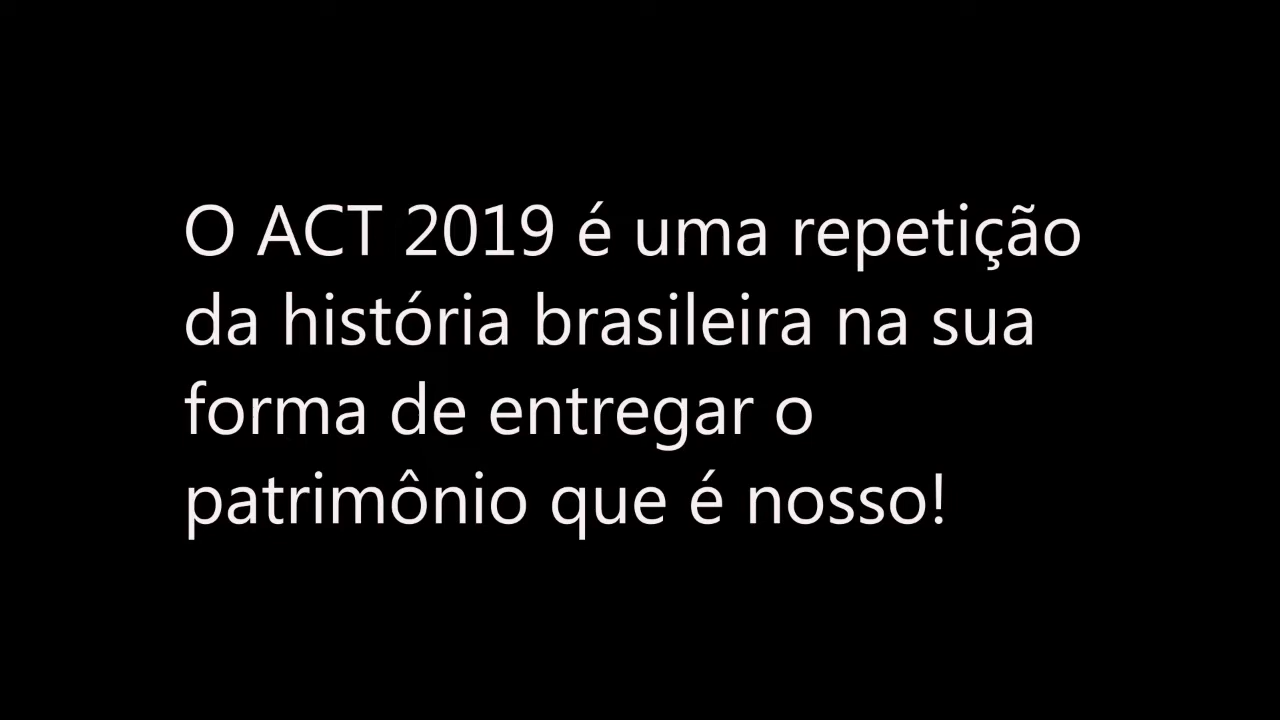 O ACT 2019 é uma repetição
da história brasileira na sua
forma de entregar o
patrimônio que é nosso!